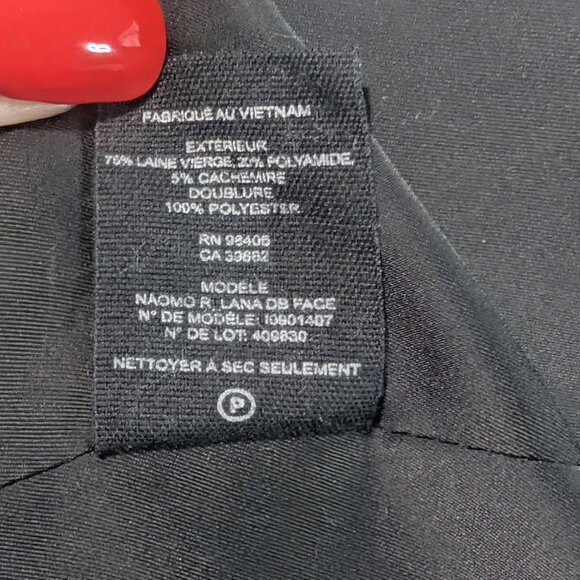 FABRIQUÉ AU VIETNAM
EXTÉRIEUR
75% LAINE VIERGE, 20% POLYAMIDE,
5% CACHEMIRE
DOUBLURE
100% POLYESTER
RN 96405
CA 33662
MODÈLE
NAOMO R. LANA DB FACE
N° DE MODÈLE: I0901407
N° DE LOT: 409830
NETTOYER À SEC SEULEMENT
P